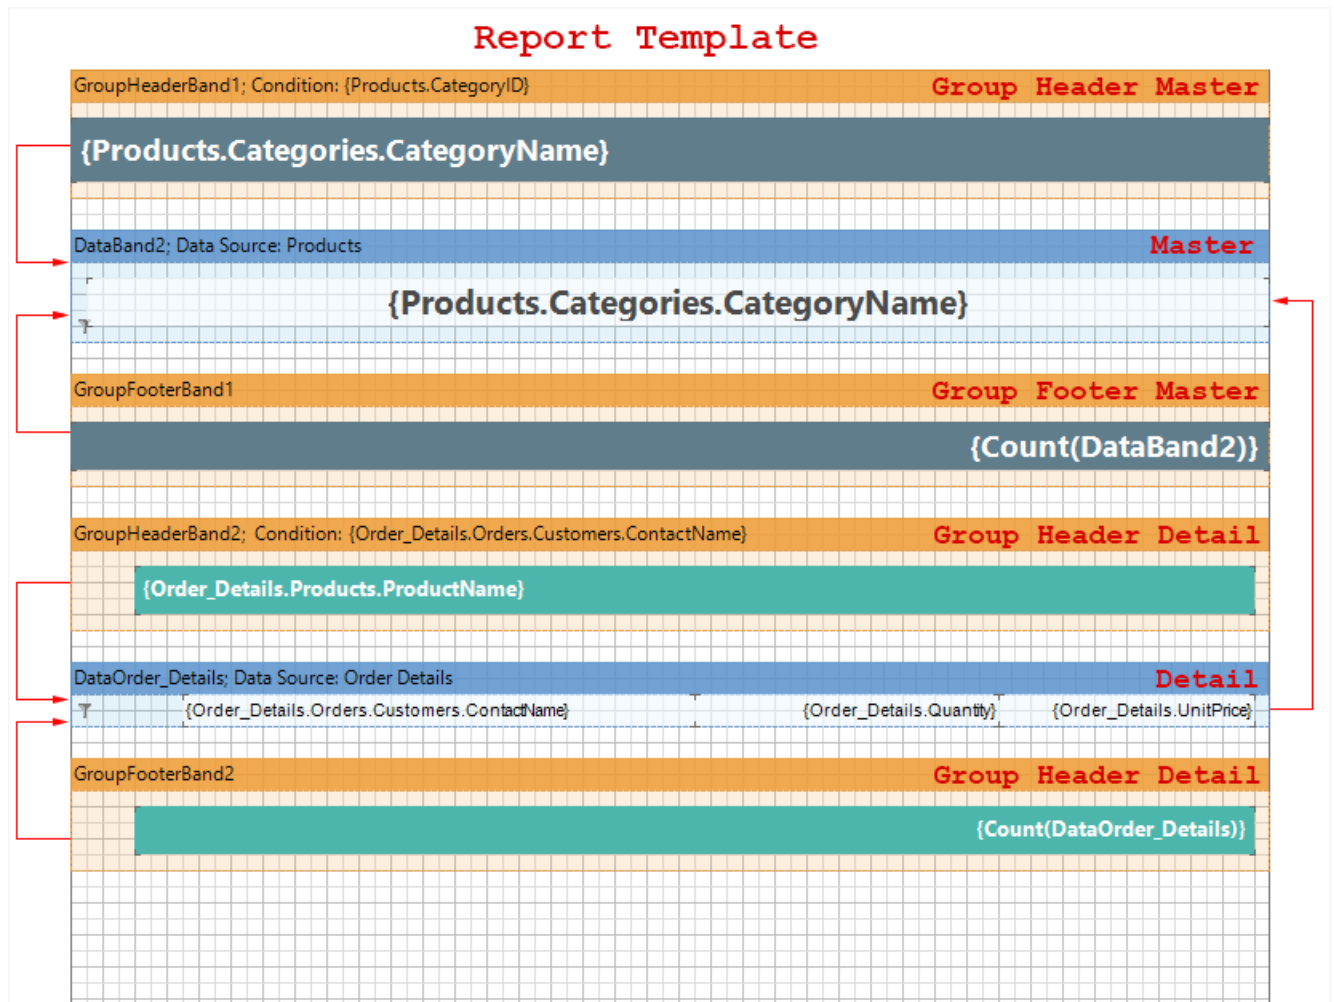 Report Template
GroupHeaderBand1; Condition: {Products.CategoryID} Group Header Master
{Products.Categories.CategoryName}
DataBand2; Data Source: Products Master
{Products.Categories.CategoryName}
GroupFooterBand1 Group Footer Master
{Count(DataBand2)}
GroupHeaderBand2; Condition: {Order_Details.Orders.Customers.ContactName} Group Header Detail
{Order_Details.Products.ProductName}
DataOrder_Details; Data Source: Order Details Detail
{Order_Details.Orders.Customers.ContactName} {Order_Details.Quantity} {Order_Details.UnitPrice}
GroupFooterBand2 Group Header Detail
{Count(DataOrder_Details)}